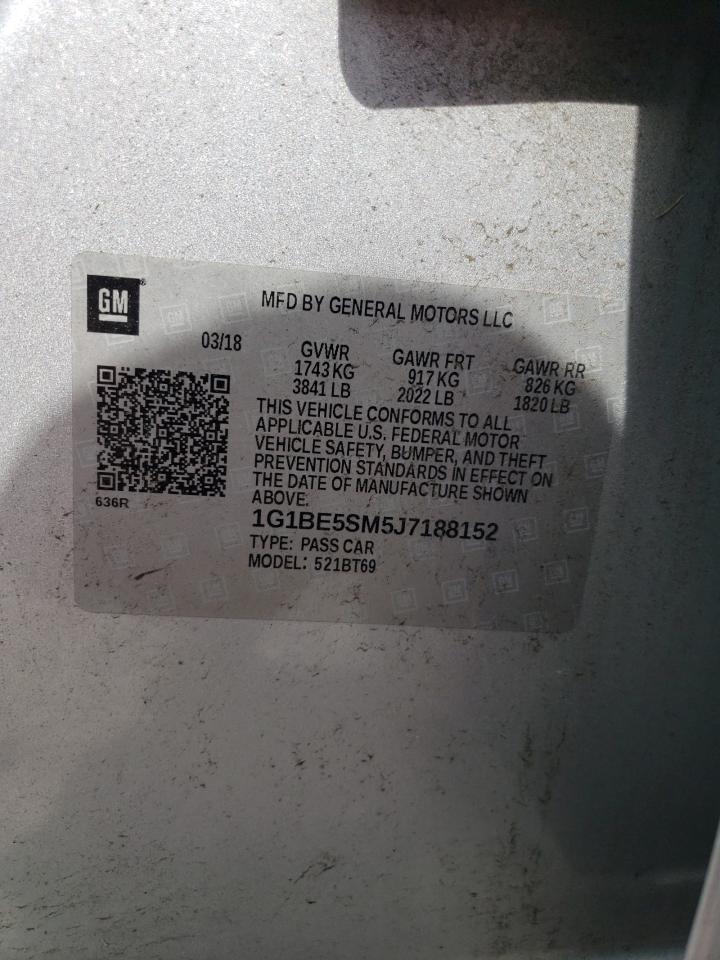 GM
MFD BY GENERAL MOTORS LLC
03/18
GVWR
1743 KG
3841 LB
GAWR FRT
917 KG
2022 LB
GAWR RR
826 KG
1820 LB
THIS VEHICLE CONFORMS TO ALL
APPLICABLE U.S. FEDERAL MOTOR
VEHICLE SAFETY, BUMPER, AND THEFT
PREVENTION STANDARDS IN EFFECT ON
THE DATE OF MANUFACTURE SHOWN
ABOVE.
636R
1G1BE5SM5J7188152
TYPE: PASS CAR
MODEL: 521BT69